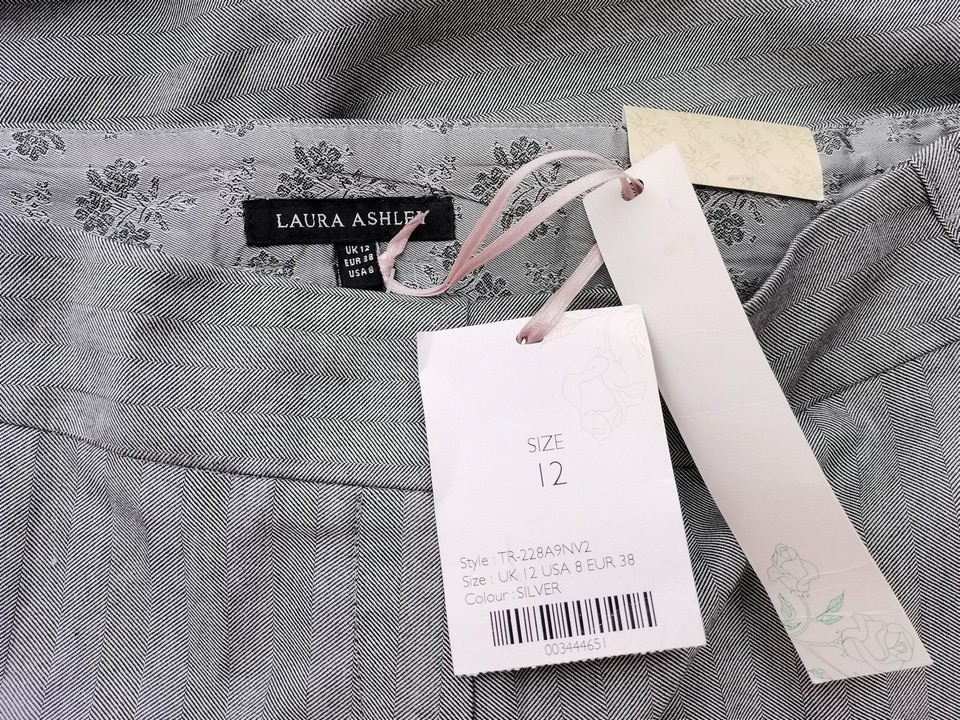 LAURA ASHLEY
UK 12
EUR 38
USA 8
SIZE
12
Style : TR-228A9NV2
Size : UK 12 USA 8 EUR 38
Colour : SILVER
003444651